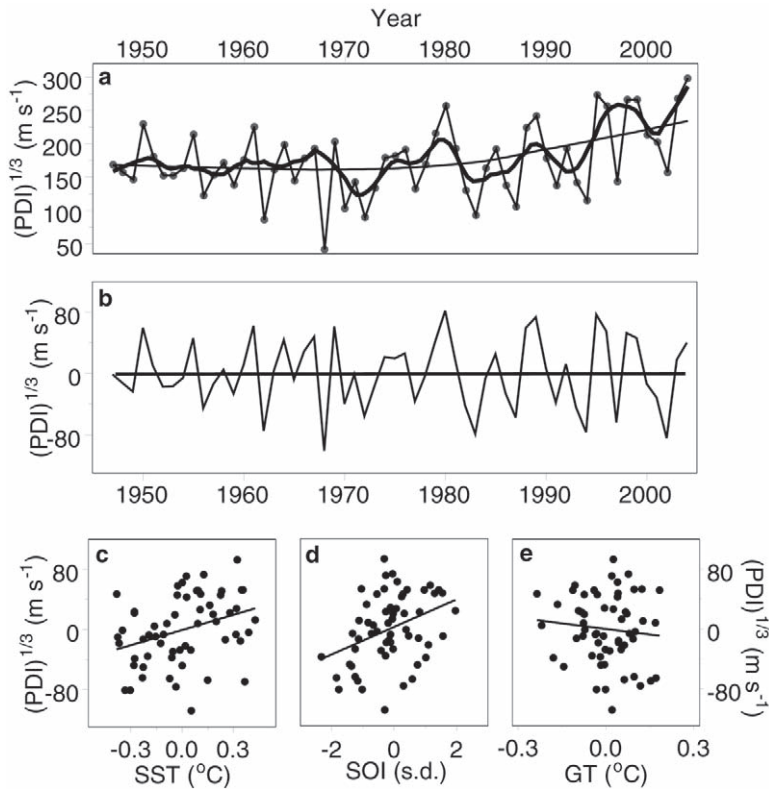 Year
1950 1960 1970 1980 1990 2000
a
(PDI)1/3 (m s-1)
300
250
200
150
100
50
b
(PDI)1/3 (m s-1)
80
0
-80
1950 1960 1970 1980 1990 2000
c d e
(PDI)1/3 (m s-1)
80
0
-80
80
0
-80
(PDI)1/3 (m s-1)
-0.3 0.0 0.3
SST (oC)
-2 0 2
SOI (s.d.)
-0.3 0.0 0.3
GT (oC)